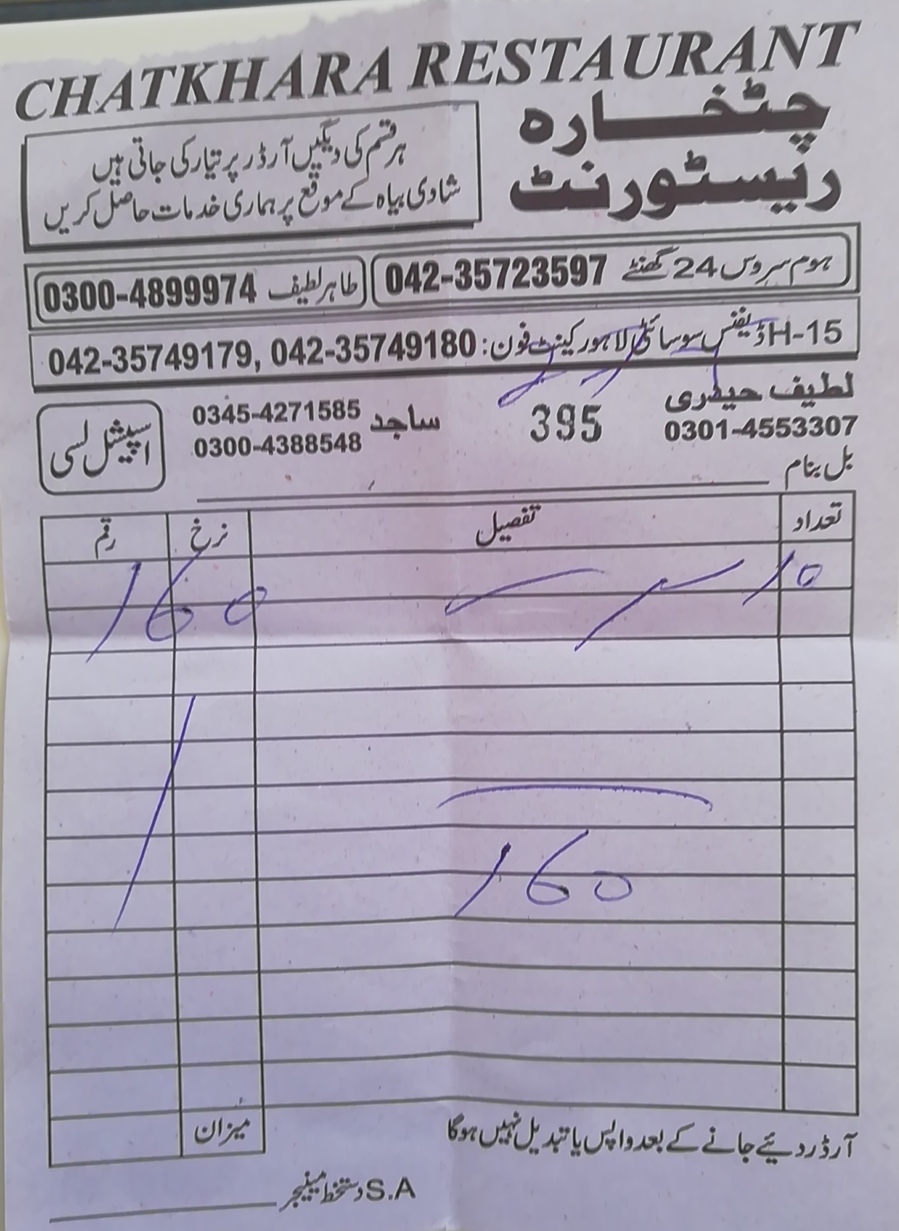 CHATKHARA RESTAURANT
چٹخارہ
ریسٹورنٹ
ہر قسم کی دیگیں آرڈر پر تیار کی جاتی ہیں
شادی بیاہ کے موقع پر ہماری خدمات حاصل کریں
ہوم سروس 24 گھنٹے 042-35723597
طاہر لطیف 0300-4899974
15-H ڈیفنس سوسائٹی لاہور کینٹ فون: 042-35749180 ,042-35749179
لطیف حیدری
0301-4553307
395
ساجد 0345-4271585
0300-4388548
اسپیشل لسی
بل بنام
تعداد تفصیل نرخ رقم
10 160
160
میزان
آرڈر دیئے جانے کے بعد واپس یا تبدیل نہیں ہوگا
S.A دستخط مینیجر